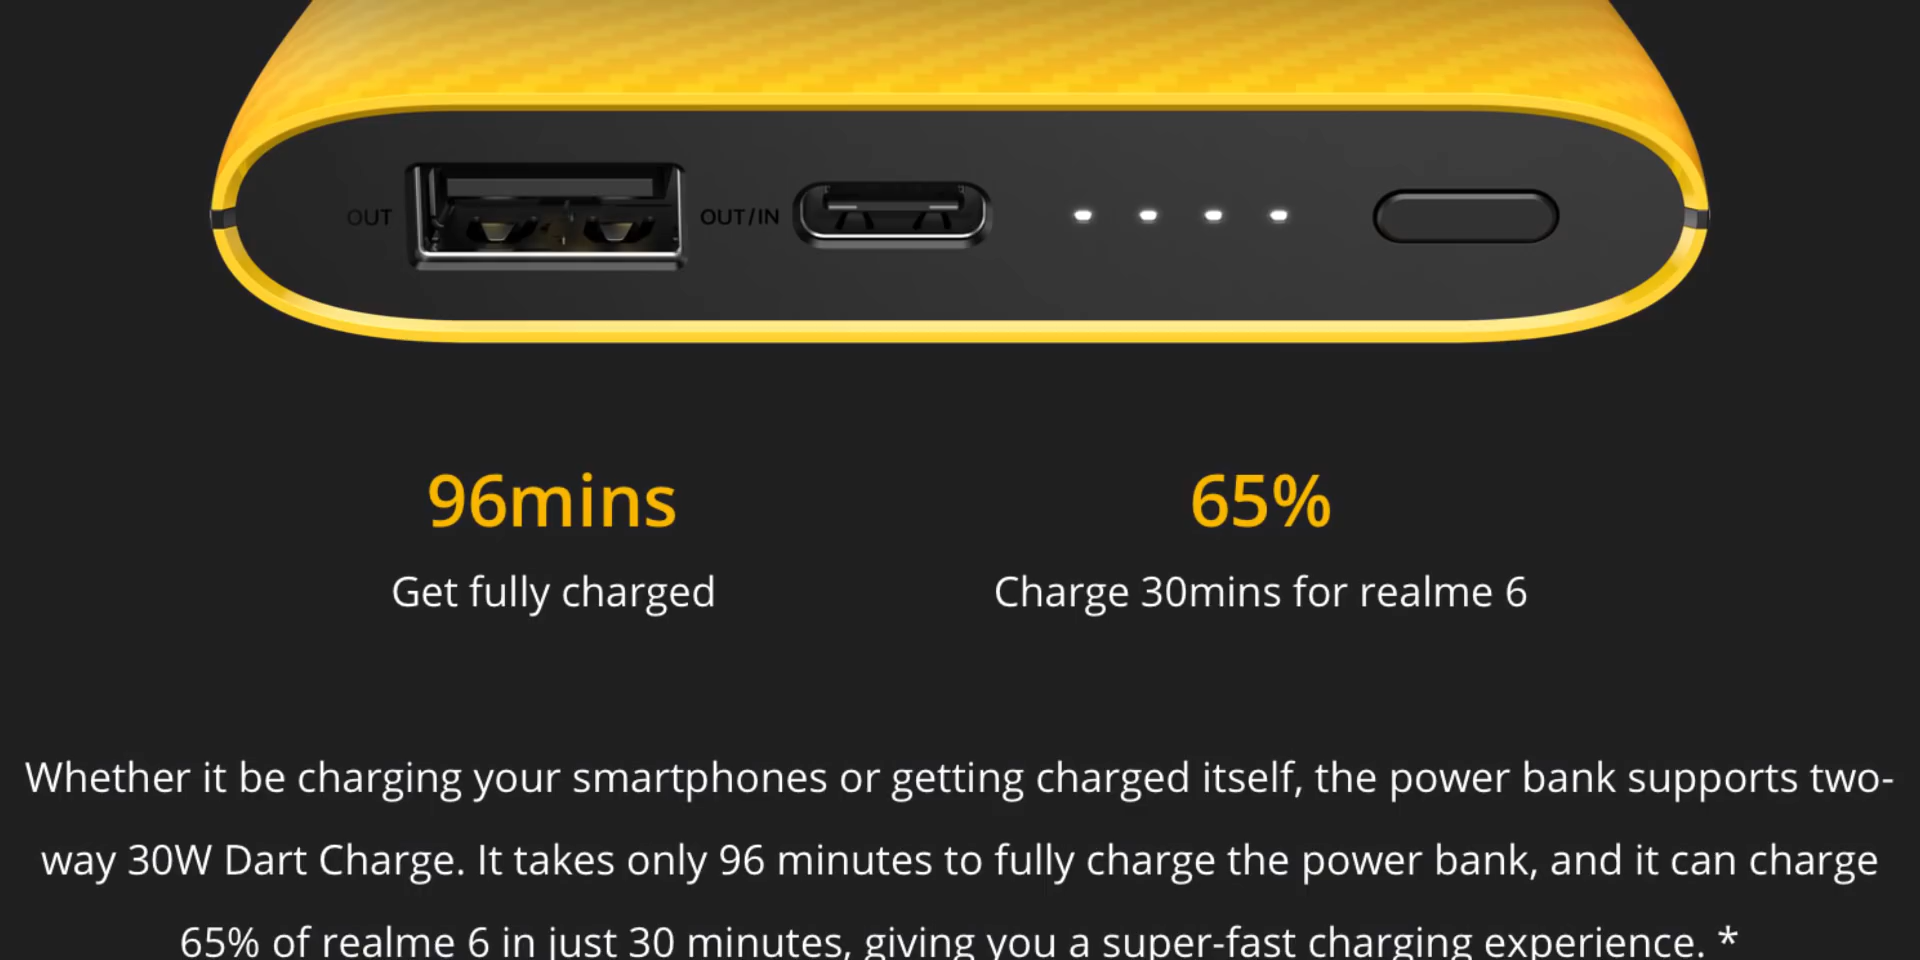 OUT
OUT/IN
96mins
65%
Get fully charged
Charge 30mins for realme 6
Whether it be charging your smartphones or getting charged itself, the power bank supports two-
way 30W Dart Charge. It takes only 96 minutes to fully charge the power bank, and it can charge
65% of realme 6 in just 30 minutes, giving you a super-fast charging experience. *